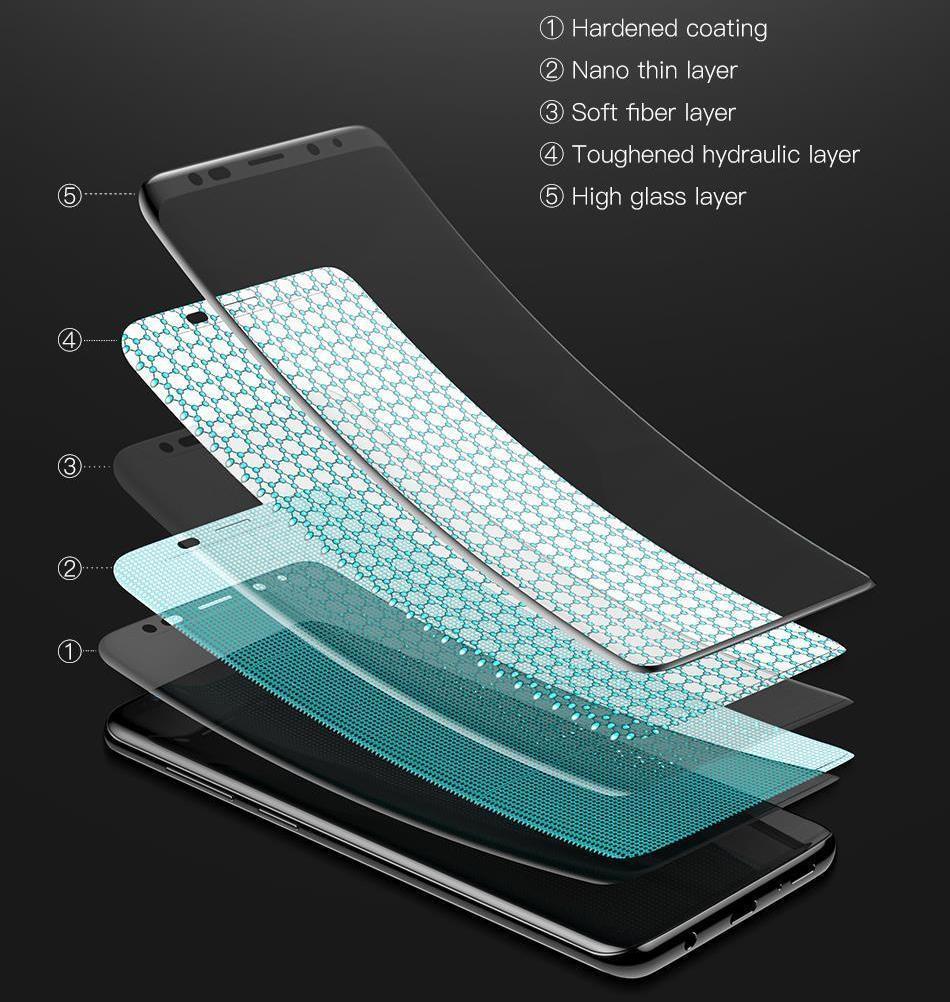 ① Hardened coating
② Nano thin layer
③ Soft fiber layer
④ Toughened hydraulic layer
⑤ High glass layer
⑤
④
③
②
①